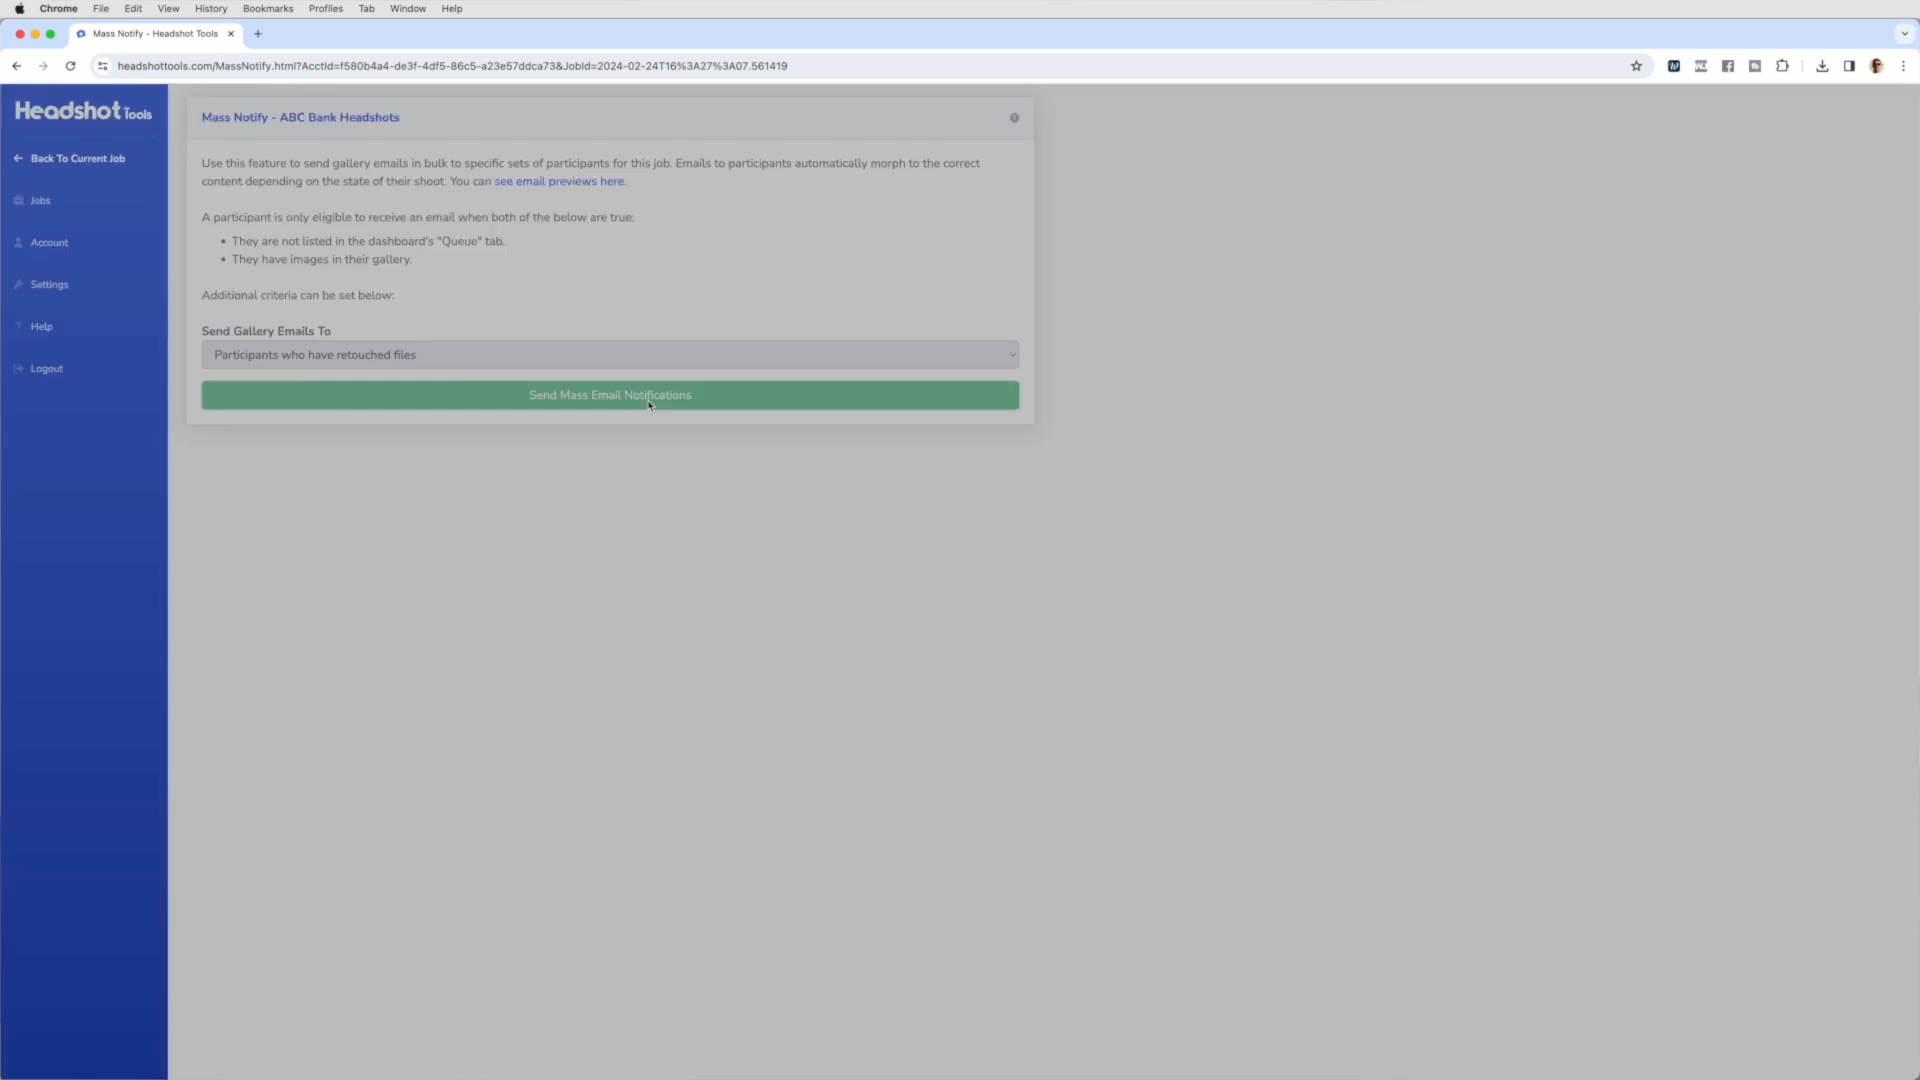 Chrome File Edit View History Bookmarks Profiles Tab Window Help
Mass Notify - Headshot Tools
headshottools.com/MassNotify.html?AcctId=f580b4a4-de3f-4df5-86c5-a23e57ddca73&JobId=2024-02-24T16%3A27%3A07.561419
Headshot Tools
Back To Current Job
Jobs
Account
Settings
Help
Logout
Mass Notify - ABC Bank Headshots
Use this feature to send gallery emails in bulk to specific sets of participants for this job. Emails to participants automatically morph to the correct
content depending on the state of their shoot. You can see email previews here.
A participant is only eligible to receive an email when both of the below are true:
• They are not listed in the dashboard's "Queue" tab.
• They have images in their gallery.
Additional criteria can be set below:
Send Gallery Emails To
Participants who have retouched files
Send Mass Email Notifications